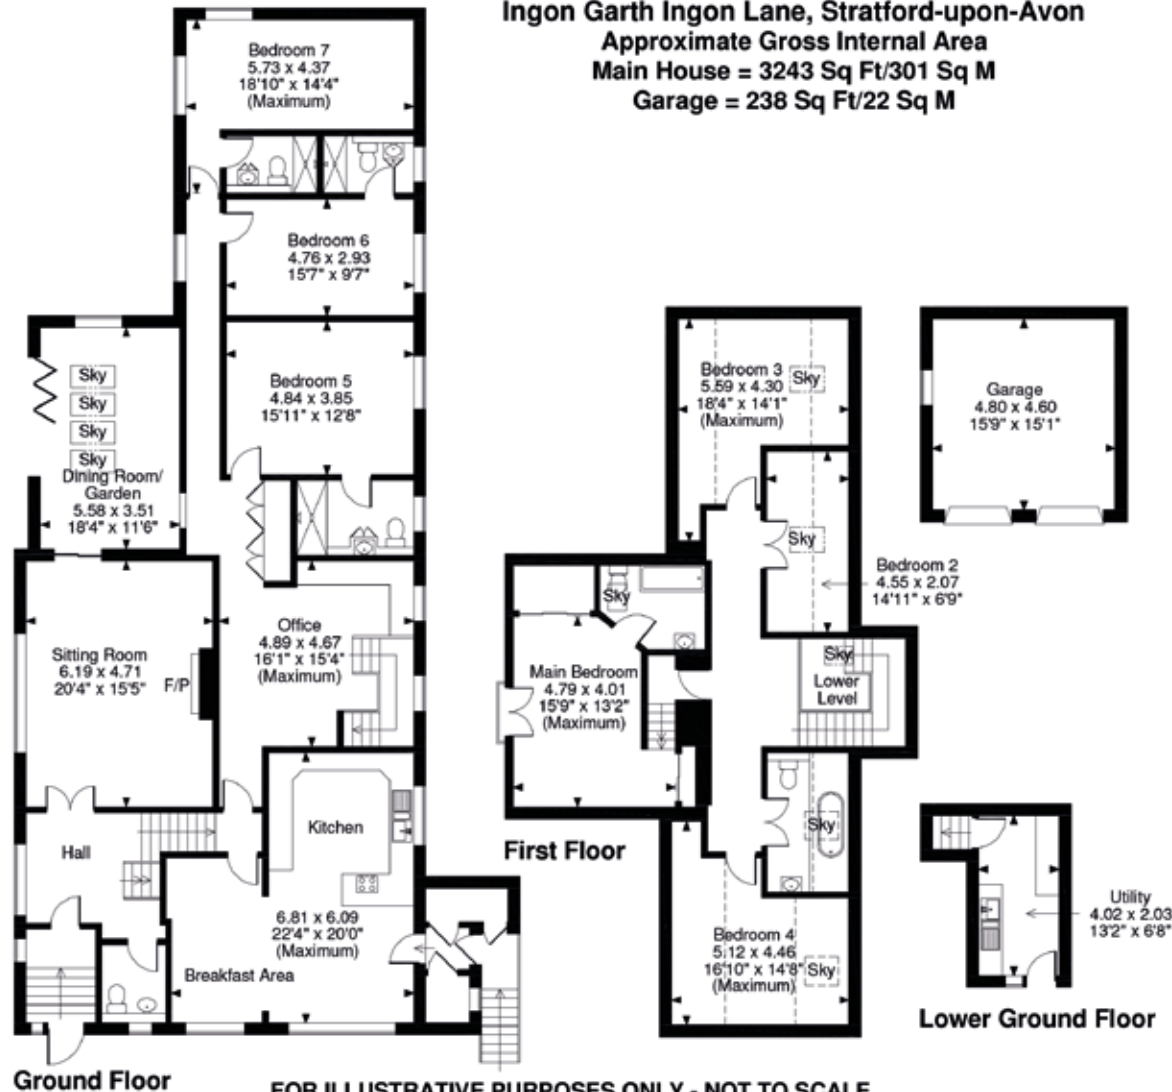 Ingon Garth Ingon Lane, Stratford-upon-Avon
Approximate Gross Internal Area
Main House = 3243 Sq Ft/301 Sq M
Garage = 238 Sq Ft/22 Sq M
Bedroom 7
5.73 x 4.37
18'10" x 14'4"
(Maximum)
Bedroom 6
4.76 x 2.93
15'7" x 9'7"
Bedroom 5
4.84 x 3.85
15'11" x 12'8"
Sky
Sky
Sky
Sky
Dining Room/
Garden
5.58 x 3.51
18'4" x 11'6"
Office
4.89 x 4.67
16'1" x 15'4"
(Maximum)
Sitting Room
6.19 x 4.71
20'4" x 15'5"
F/P
Kitchen
Hall
6.81 x 6.09
22'4" x 20'0"
(Maximum)
Breakfast Area
Ground Floor
Bedroom 3
5.59 x 4.30
18'4" x 14'1"
(Maximum)
Sky
Sky
Bedroom 2
4.55 x 2.07
14'11" x 6'9"
Sky
Main Bedroom
4.79 x 4.01
15'9" x 13'2"
(Maximum)
Sky
Lower
Level
Sky
First Floor
Bedroom 4
5.12 x 4.46
16'10" x 14'8"
(Maximum)
Sky
Garage
4.80 x 4.60
15'9" x 15'1"
Utility
4.02 x 2.03
13'2" x 6'8"
Lower Ground Floor
FOR ILLUSTRATIVE PURPOSES ONLY - NOT TO SCALE